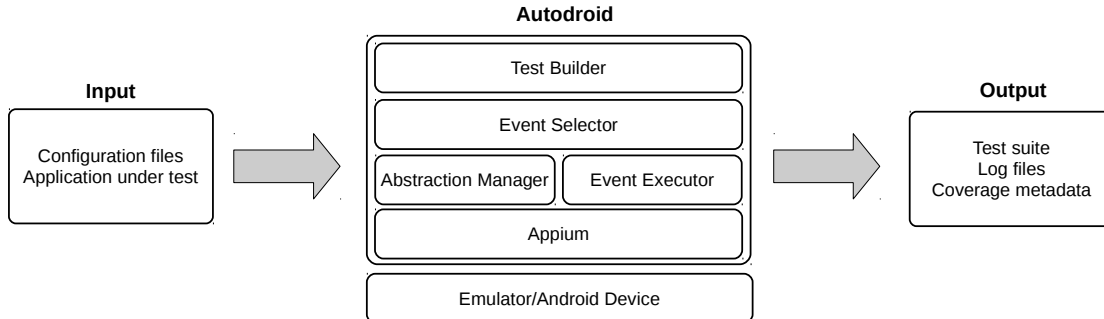 Autodroid
Input
Configuration files
Application under test
Test Builder
Event Selector
Abstraction Manager
Event Executor
Appium
Emulator/Android Device
Output
Test suite
Log files
Coverage metadata